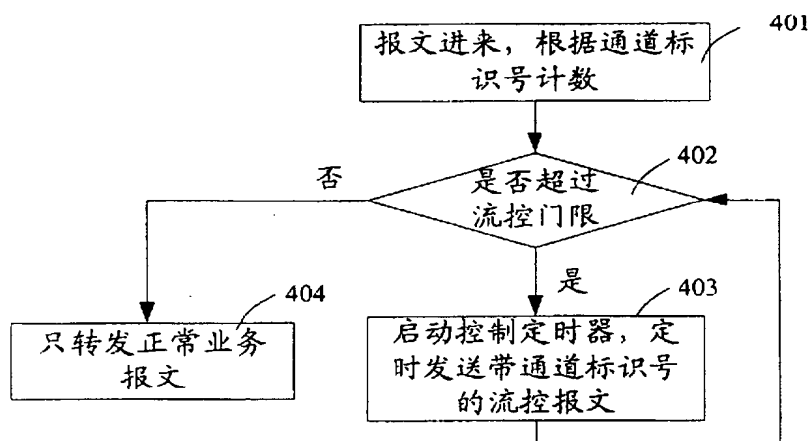 401
报文进来，根据通道标
识号计数
402
是否超过
流控门限
否
是
404
只转发正常业务
报文
403
启动控制定时器，定
时发送带通道标识号
的流控报文